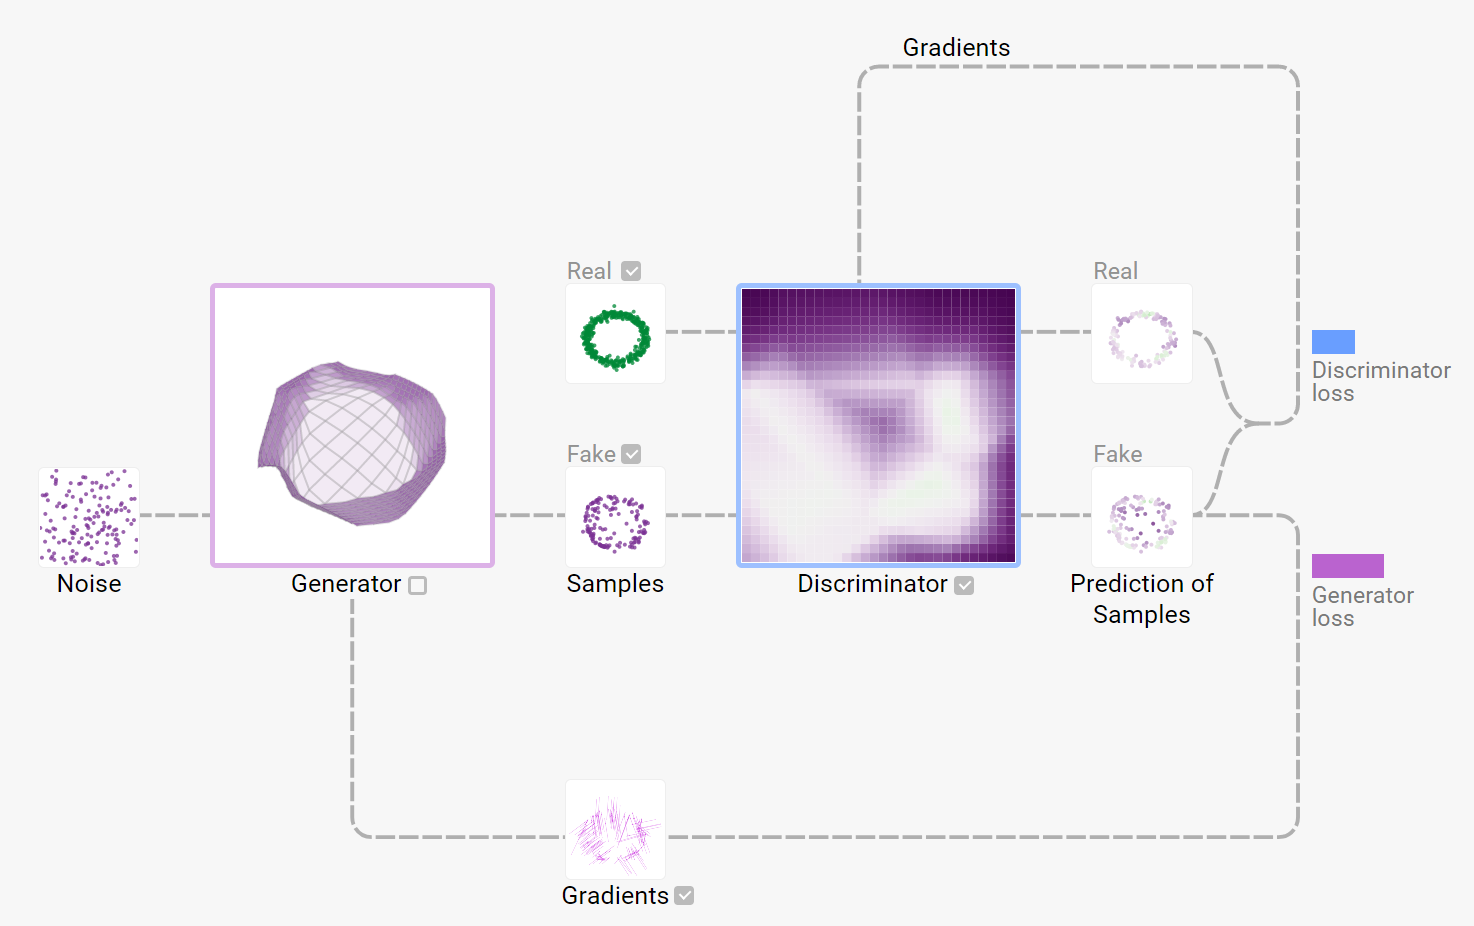 Gradients
Real
Real
Discriminator
loss
Fake
Fake
Noise
Generator
Samples
Discriminator
Prediction of
Samples
Generator
loss
Gradients